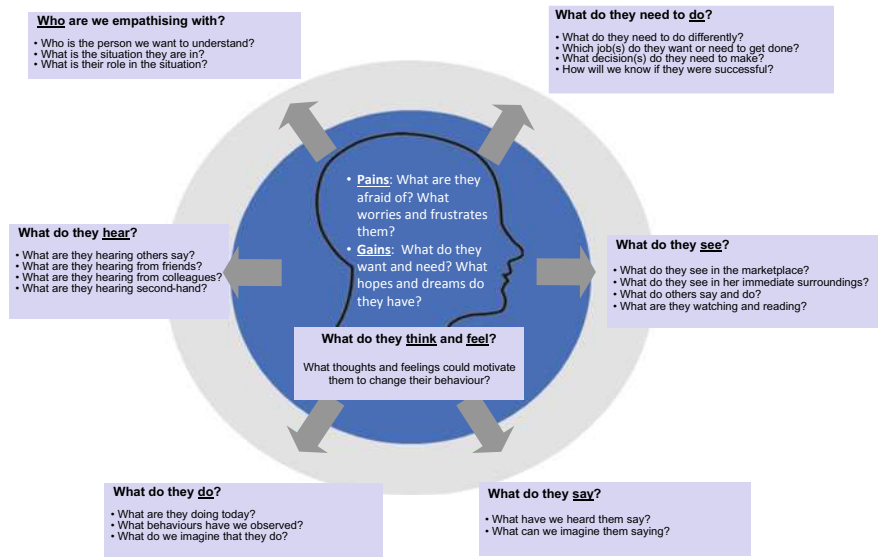 Who are we empathising with?
• Who is the person we want to understand?
• What is the situation they are in?
• What is their role in the situation?
What do they need to do?
• What do they need to do differently?
• Which job(s) do they want or need to get done?
• What decision(s) do they need to make?
• How will we know if they were successful?
• Pains: What are they
afraid of? What
worries and frustrates
them?
• Gains: What do they
want and need? What
hopes and dreams do
they have?
What do they hear?
• What are they hearing others say?
• What are they hearing from friends?
• What are they hearing from colleagues?
• What are they hearing second-hand?
What do they see?
• What do they see in the marketplace?
• What do they see in her immediate surroundings?
• What do others say and do?
• What are they watching and reading?
What do they think and feel?
What thoughts and feelings could motivate
them to change their behaviour?
What do they do?
• What are they doing today?
• What behaviours have we observed?
• What do we imagine that they do?
What do they say?
• What have we heard them say?
• What can we imagine them saying?